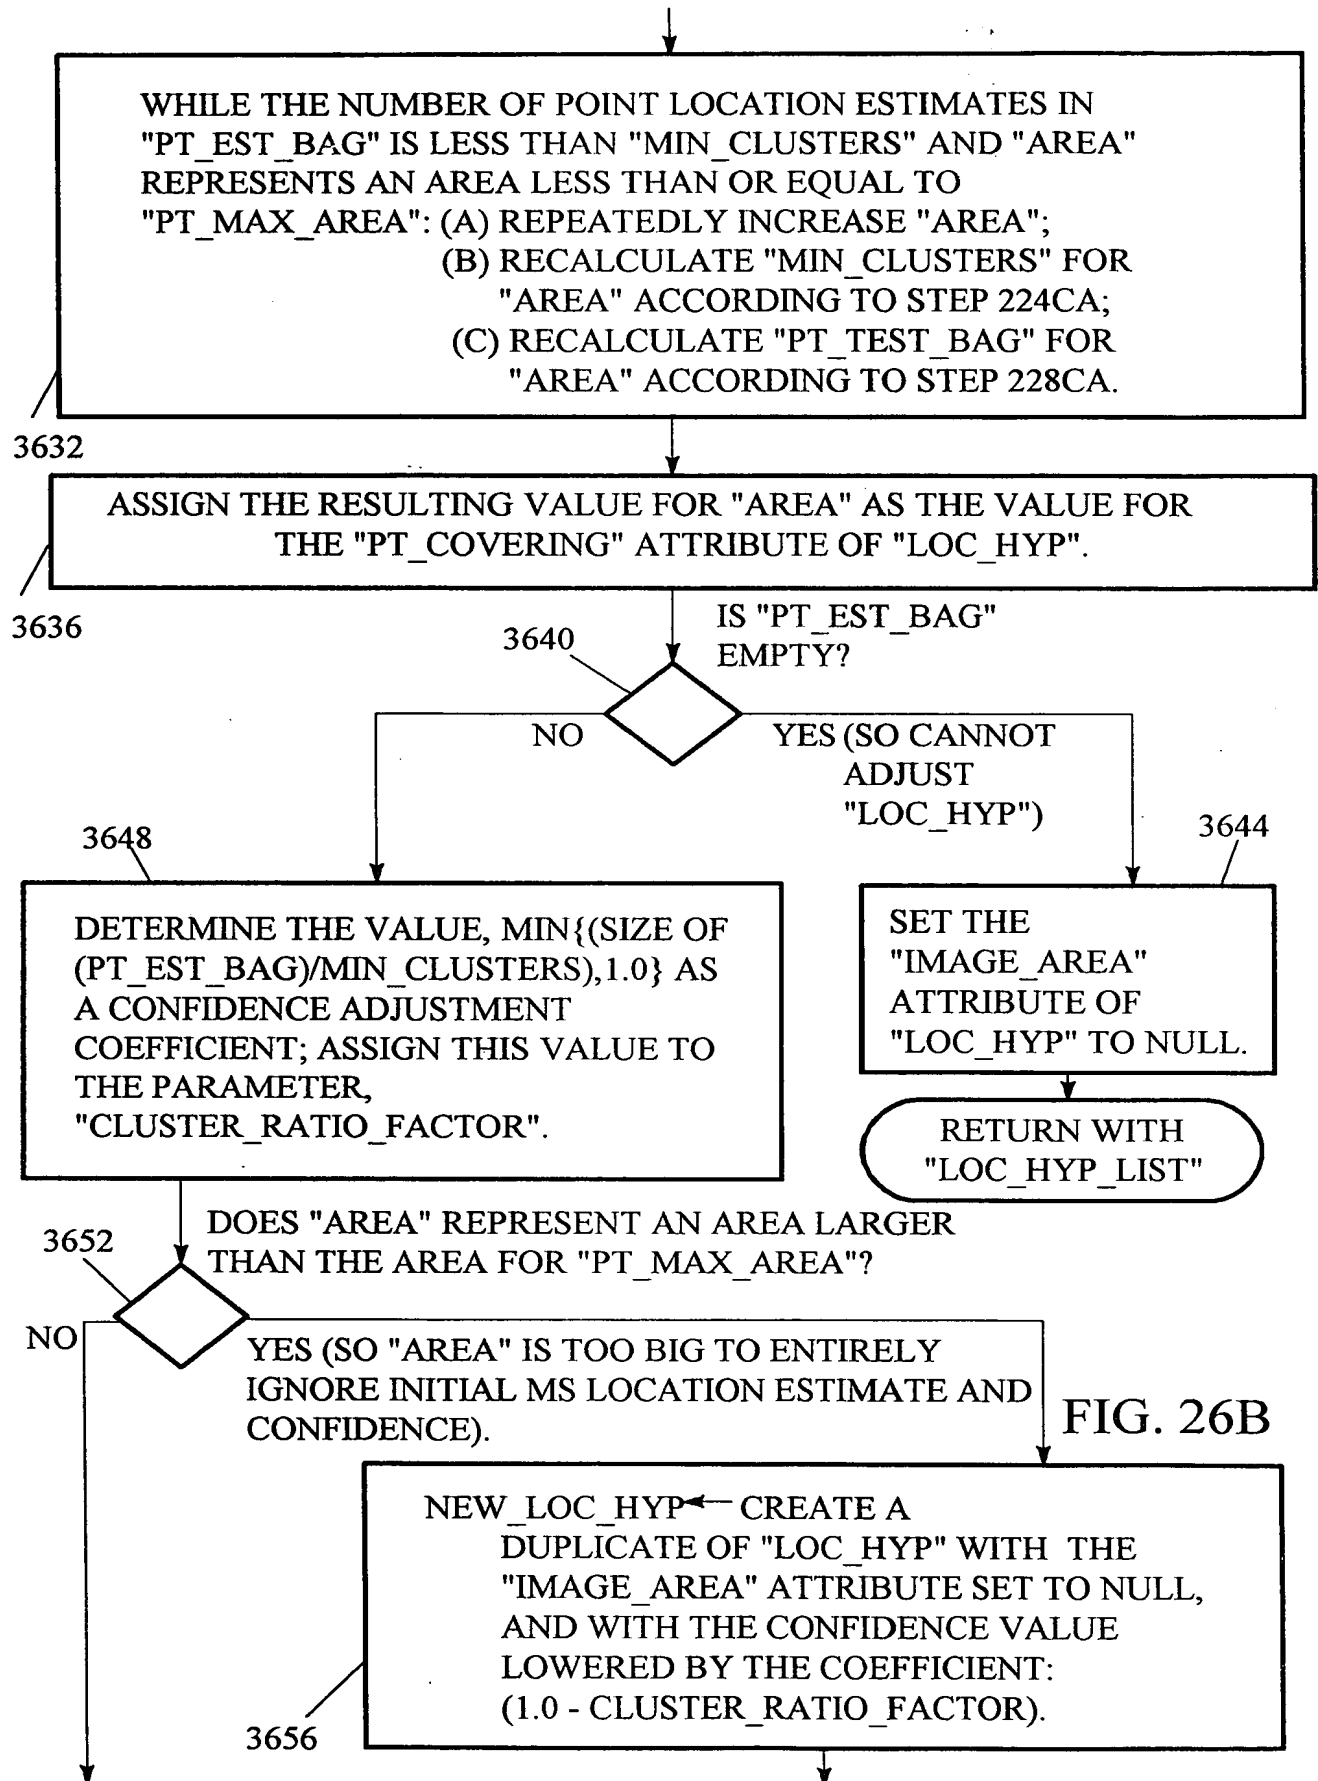 WHILE THE NUMBER OF POINT LOCATION ESTIMATES IN
"PT_EST_BAG" IS LESS THAN "MIN_CLUSTERS" AND "AREA"
REPRESENTS AN AREA LESS THAN OR EQUAL TO
"PT_MAX_AREA": (A) REPEATEDLY INCREASE "AREA";
(B) RECALCULATE "MIN_CLUSTERS" FOR
"AREA" ACCORDING TO STEP 224CA;
(C) RECALCULATE "PT_TEST_BAG" FOR
"AREA" ACCORDING TO STEP 228CA.
3632
ASSIGN THE RESULTING VALUE FOR "AREA" AS THE VALUE FOR
THE "PT_COVERING" ATTRIBUTE OF "LOC_HYP".
3636
IS "PT_EST_BAG"
EMPTY?
3640
NO
YES (SO CANNOT
ADJUST
"LOC_HYP")
3648
3644
DETERMINE THE VALUE, MIN{(SIZE OF
(PT_EST_BAG)/MIN_CLUSTERS),1.0} AS
A CONFIDENCE ADJUSTMENT
COEFFICIENT; ASSIGN THIS VALUE TO
THE PARAMETER,
"CLUSTER_RATIO_FACTOR".
SET THE
"IMAGE_AREA"
ATTRIBUTE OF
"LOC_HYP" TO NULL.
RETURN WITH
"LOC_HYP_LIST"
3652
DOES "AREA" REPRESENT AN AREA LARGER
THAN THE AREA FOR "PT_MAX_AREA"?
NO
YES (SO "AREA" IS TOO BIG TO ENTIRELY
IGNORE INITIAL MS LOCATION ESTIMATE AND
CONFIDENCE).
FIG. 26B
NEW_LOC_HYP ← CREATE A
DUPLICATE OF "LOC_HYP" WITH THE
"IMAGE_AREA" ATTRIBUTE SET TO NULL,
AND WITH THE CONFIDENCE VALUE
LOWERED BY THE COEFFICIENT:
(1.0 - CLUSTER_RATIO_FACTOR).
3656